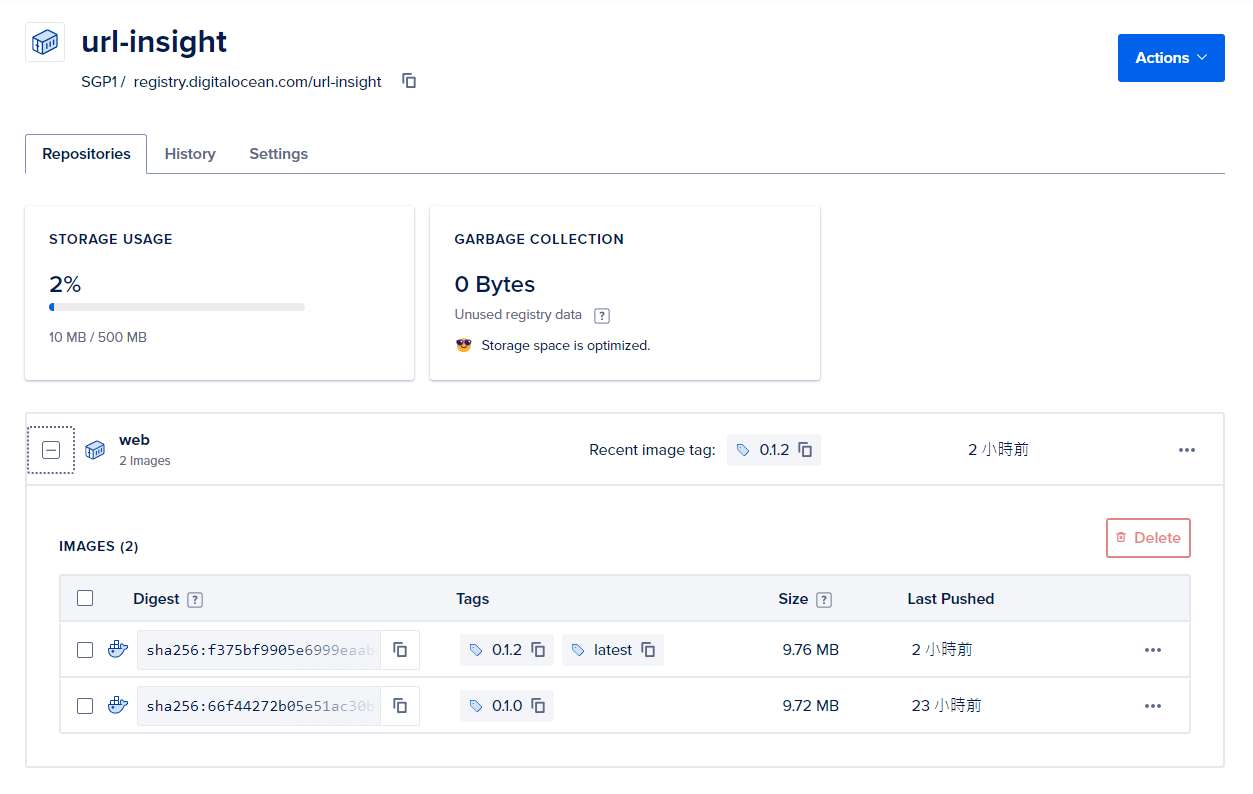 url-insight
SGP1 / registry.digitalocean.com/url-insight
Actions
Repositories History Settings
STORAGE USAGE
2%
10 MB / 500 MB
GARBAGE COLLECTION
0 Bytes
Unused registry data ?
Storage space is optimized.
web
2 Images
Recent image tag: 0.1.2 2 小時前
IMAGES (2)
Delete
Digest ? Tags Size ? Last Pushed
sha256:f375bf9905e6999eaab 0.1.2 latest 9.76 MB 2 小時前
sha256:66f44272b05e51ac30b 0.1.0 9.72 MB 23 小時前